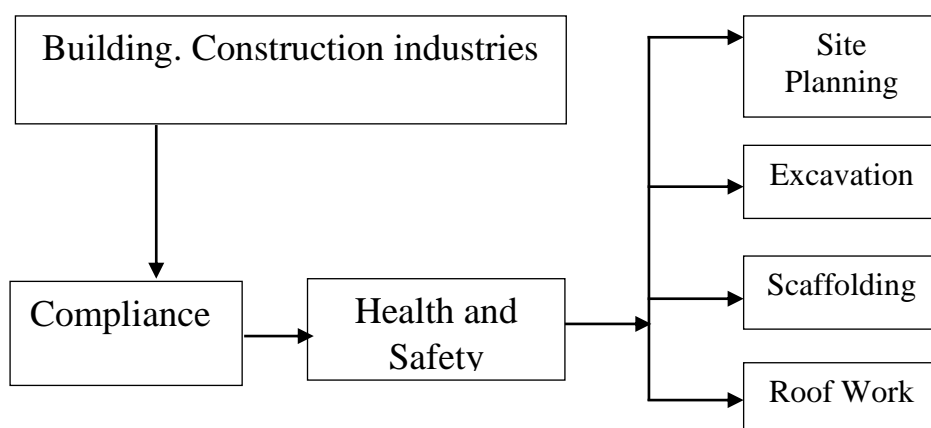 Building. Construction industries
Site
Planning
Excavation
Scaffolding
Compliance
Health and
Safety
Roof Work